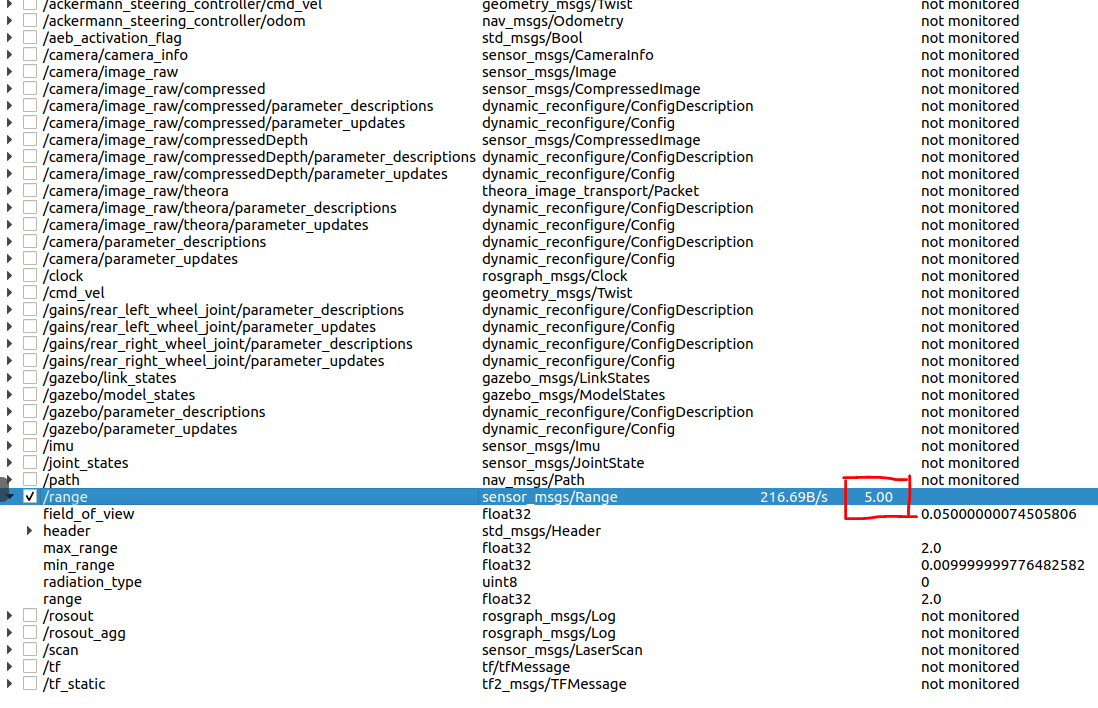 /ackermann_steering_controller/cmd_vel geometry_msgs/Twist not monitored
/ackermann_steering_controller/odom nav_msgs/Odometry not monitored
/aeb_activation_flag std_msgs/Bool not monitored
/camera/camera_info sensor_msgs/CameraInfo not monitored
/camera/image_raw sensor_msgs/Image not monitored
/camera/image_raw/compressed sensor_msgs/CompressedImage not monitored
/camera/image_raw/compressed/parameter_descriptions dynamic_reconfigure/ConfigDescription not monitored
/camera/image_raw/compressed/parameter_updates dynamic_reconfigure/Config not monitored
/camera/image_raw/compressedDepth sensor_msgs/CompressedImage not monitored
/camera/image_raw/compressedDepth/parameter_descriptions dynamic_reconfigure/ConfigDescription not monitored
/camera/image_raw/compressedDepth/parameter_updates dynamic_reconfigure/Config not monitored
/camera/image_raw/theora theora_image_transport/Packet not monitored
/camera/image_raw/theora/parameter_descriptions dynamic_reconfigure/ConfigDescription not monitored
/camera/image_raw/theora/parameter_updates dynamic_reconfigure/Config not monitored
/camera/parameter_descriptions dynamic_reconfigure/ConfigDescription not monitored
/camera/parameter_updates dynamic_reconfigure/Config not monitored
/clock rosgraph_msgs/Clock not monitored
/cmd_vel geometry_msgs/Twist not monitored
/gains/rear_left_wheel_joint/parameter_descriptions dynamic_reconfigure/ConfigDescription not monitored
/gains/rear_left_wheel_joint/parameter_updates dynamic_reconfigure/Config not monitored
/gains/rear_right_wheel_joint/parameter_descriptions dynamic_reconfigure/ConfigDescription not monitored
/gains/rear_right_wheel_joint/parameter_updates dynamic_reconfigure/Config not monitored
/gazebo/link_states gazebo_msgs/LinkStates not monitored
/gazebo/model_states gazebo_msgs/ModelStates not monitored
/gazebo/parameter_descriptions dynamic_reconfigure/ConfigDescription not monitored
/gazebo/parameter_updates dynamic_reconfigure/Config not monitored
/imu sensor_msgs/Imu not monitored
/joint_states sensor_msgs/JointState not monitored
/path nav_msgs/Path not monitored
/range sensor_msgs/Range 216.69B/s 5.00
field_of_view float32 0.05000000074505806
header std_msgs/Header
max_range float32 2.0
min_range float32 0.009999999776482582
radiation_type uint8 0
range float32 2.0
/rosout rosgraph_msgs/Log not monitored
/rosout_agg rosgraph_msgs/Log not monitored
/scan sensor_msgs/LaserScan not monitored
/tf tf/tfMessage not monitored
/tf_static tf2_msgs/TFMessage not monitored